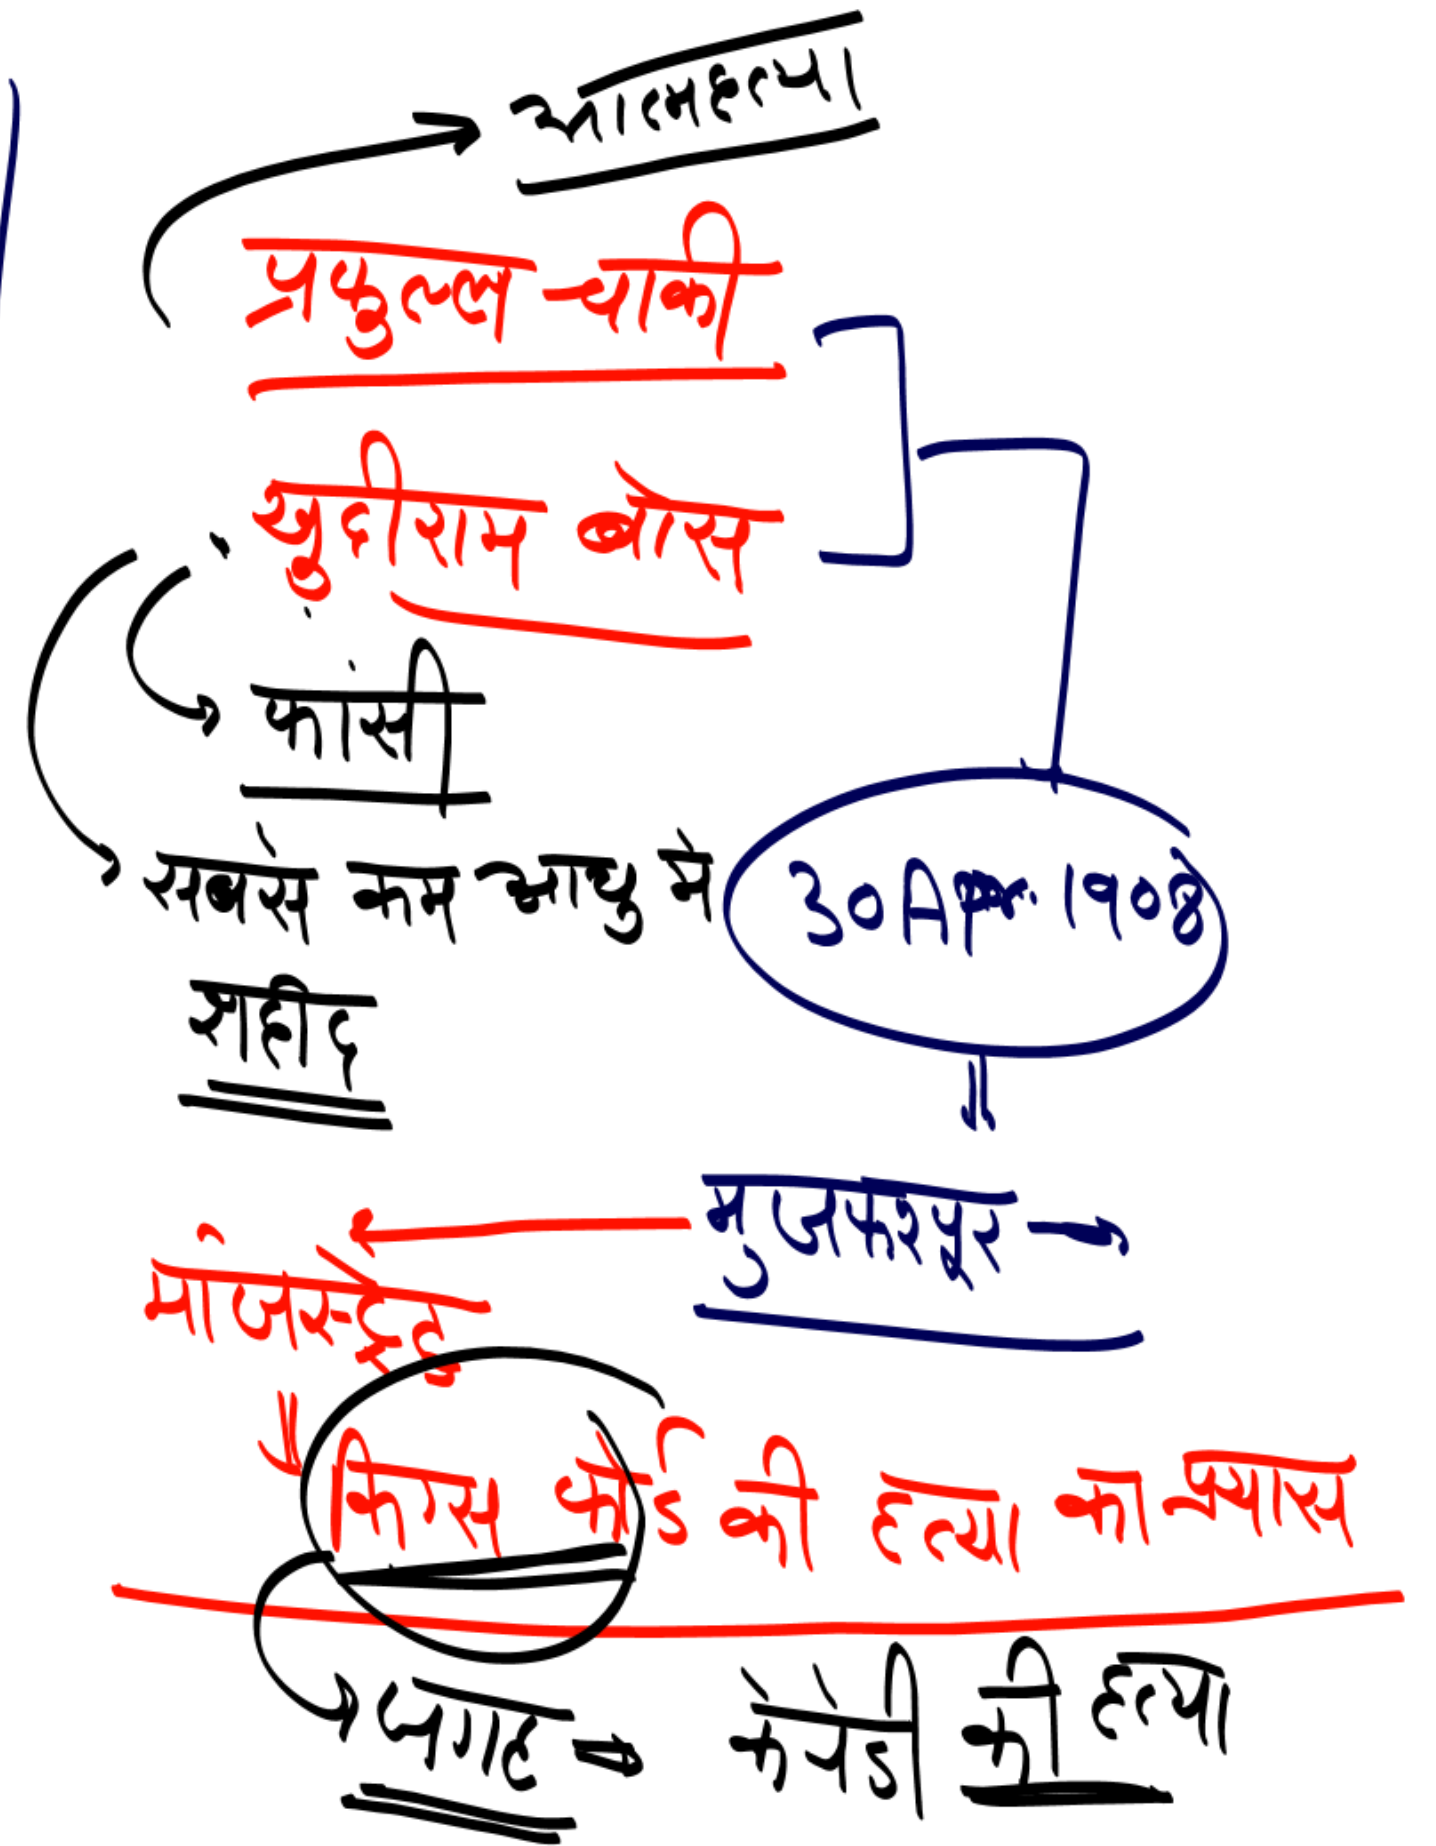 आत्महत्या
प्रफुल्ल चाकी
खुदीराम बोस
फांसी
सबसे कम आयु मे
30 Apr. 1908
शहीद
मुजफ्फरपूर →
मजिस्ट्रेट
किंग्स फोर्ड की हत्या का प्रयास
जगह → केनेडी की हत्या